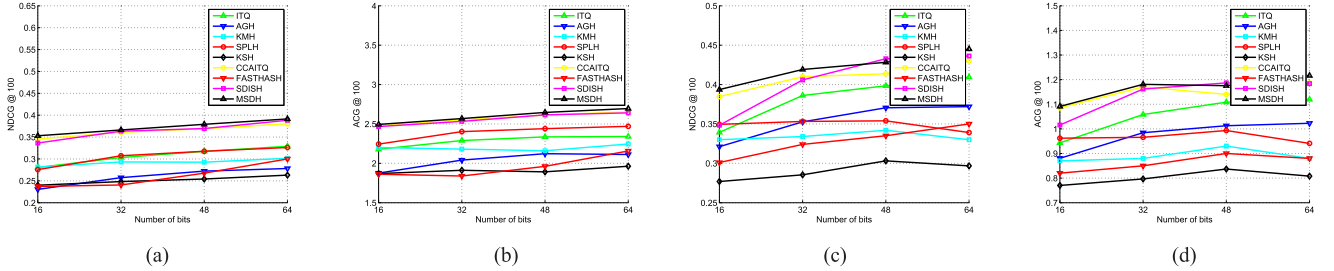 0.65
0.6
0.55
0.5
0.45
0.4
0.35
0.3
0.25
0.2
NDCG @ 100
16
32
48
64
Number of bits
ITQ
AGH
KMH
SPLH
KSH
CCAITQ
FASTHASH
SDISH
MSDH
(a)
4
3.5
3
2.5
2
1.5
ACG @ 100
16
32
48
64
Number of bits
ITQ
AGH
KMH
SPLH
KSH
CCAITQ
FASTHASH
SDISH
MSDH
(b)
0.5
0.45
0.4
0.35
0.3
0.25
NDCG @ 100
16
32
48
64
Number of bits
ITQ
AGH
KMH
SPLH
KSH
CCAITQ
FASTHASH
SDISH
MSDH
(c)
1.5
1.4
1.3
1.2
1.1
1
0.9
0.8
0.7
ACG @ 100
16
32
48
64
Number of bits
ITQ
AGH
KMH
SPLH
KSH
CCAITQ
FASTHASH
SDISH
MSDH
(d)